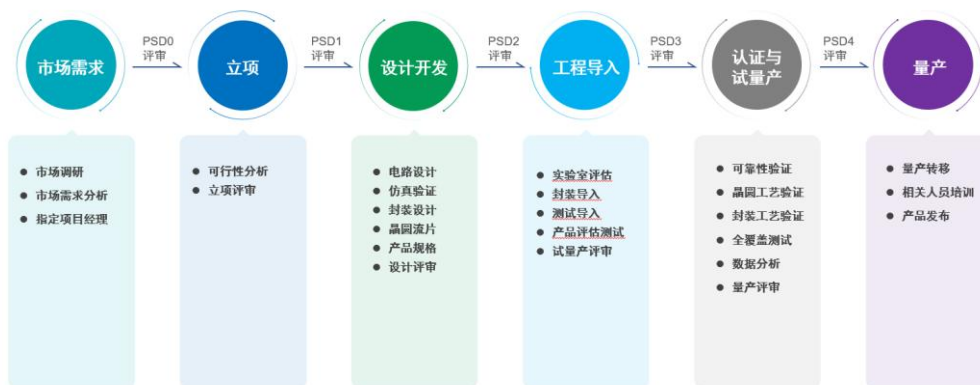 市场需求
PSD0
评审
立项
PSD1
评审
设计开发
PSD2
评审
工程导入
PSD3
评审
认证与
试量产
PSD4
评审
量产
市场调研
市场需求分析
指定项目经理
可行性分析
立项评审
电路设计
仿真验证
封装设计
晶圆流片
产品规格
设计评审
实验室评估
封装导入
测试导入
产品评估测试
试量产评审
可靠性验证
晶圆工艺验证
封装工艺验证
全覆盖测试
数据分析
量产评审
量产转移
相关人员培训
产品发布